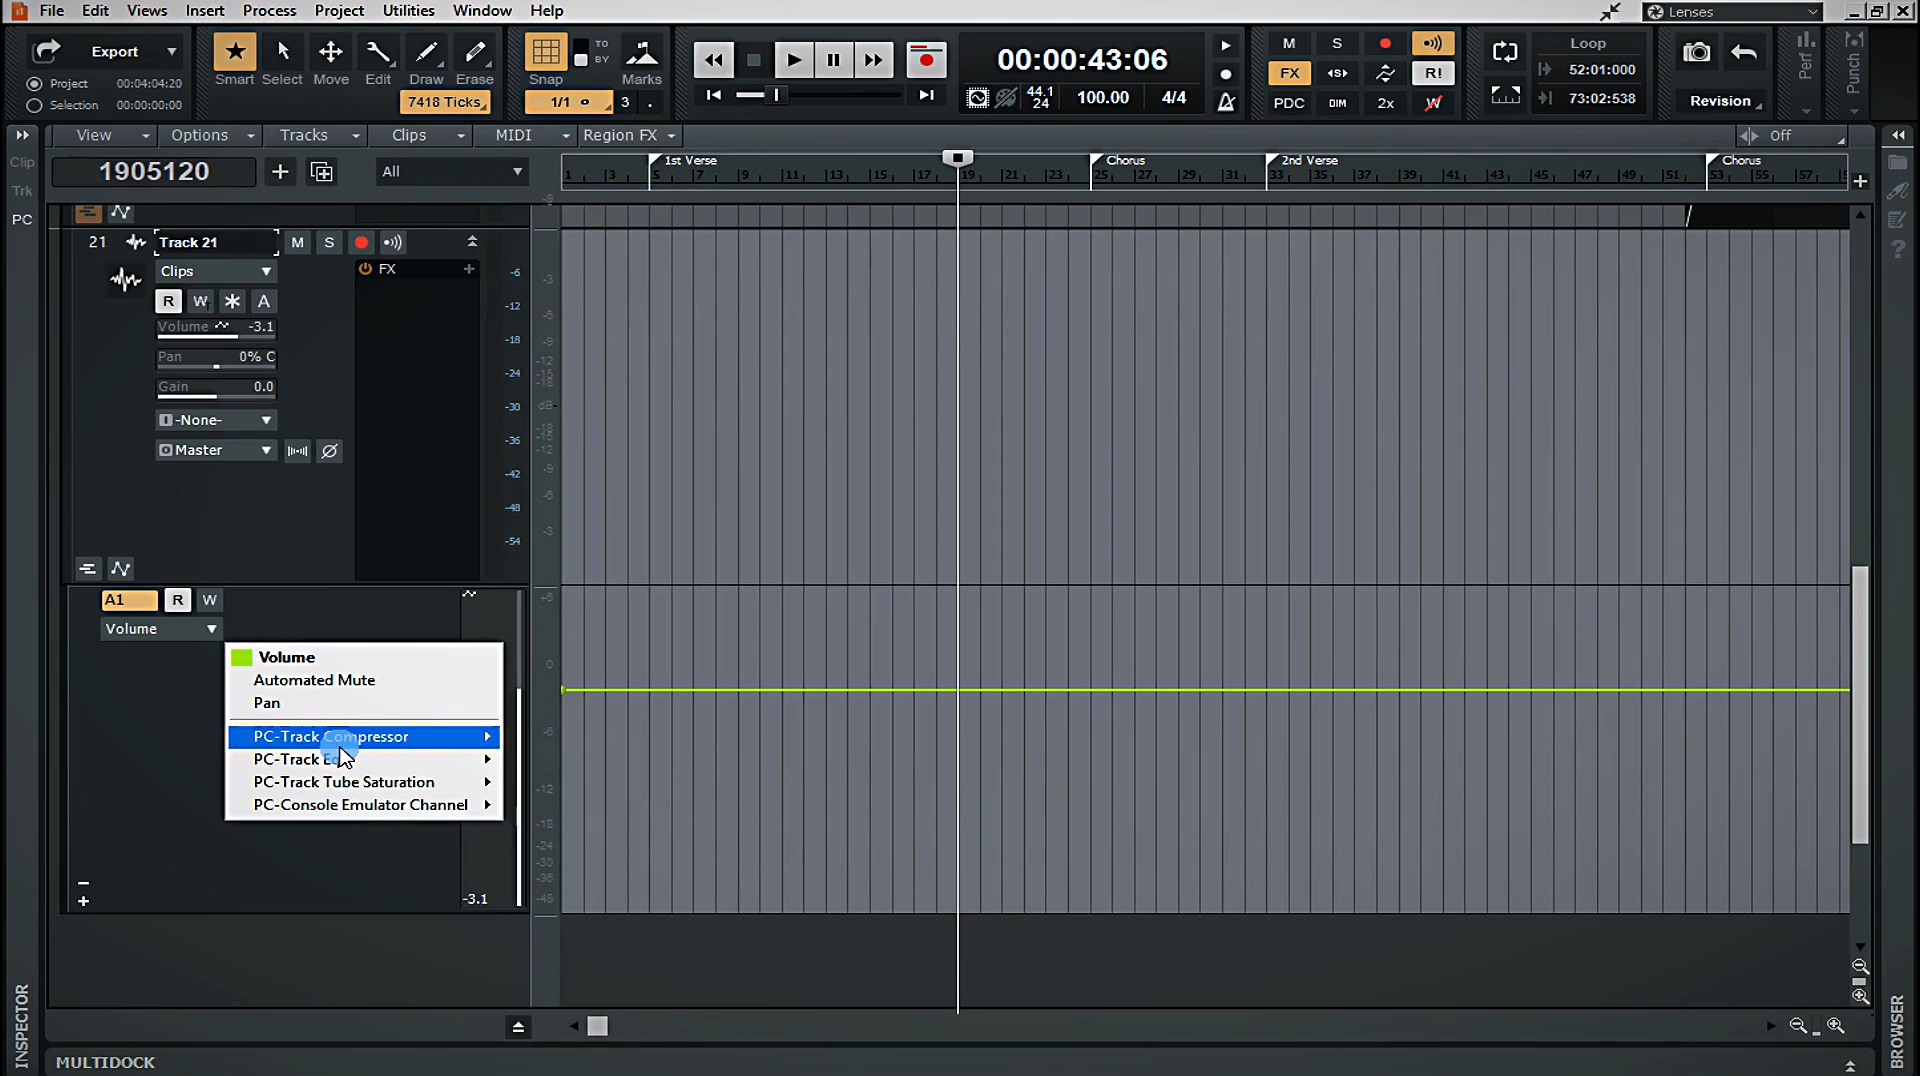 File Edit Views Insert Process Project Utilities Window Help
Lenses
Export
Project 00:04:04:20
Selection 00:00:00:00
Smart Select Move Edit Draw Erase
7418 Ticks
Snap
TO
BY
Marks
1/1
3 .
00:00:43:06
44.1
24
100.00
4/4
M S
FX R!
PDC DIM 2x W
Loop
52:01:000
73:02:538
Revision
Perf
Punch
View Options Tracks Clips MIDI Region FX
Off
Clip
Trk
PC
1905120
All
1st Verse Chorus 2nd Verse Chorus
1 3 5 7 9 11 13 15 17 19 21 23 25 27 29 31 33 35 37 39 41 43 45 47 49 51 53 55 57
21 Track 21 M S
Clips
FX
R W A
Volume -3.1
Pan 0% C
Gain 0.0
-None-
Master
-6
-12
-18
-24
-30
-36
-42
-48
-54
-9
-3
-6
-9
-12
-15
-18
dB
-18
-15
-12
-9
-6
-3
A1 R W
Volume
Volume
Automated Mute
Pan
PC-Track Compressor
PC-Track
PC-Track Tube Saturation
PC-Console Emulator Channel
-3.1
0
-6
-12
-18
-24
-30
-36
-48
INSPECTOR
BROWSER
MULTIDOCK